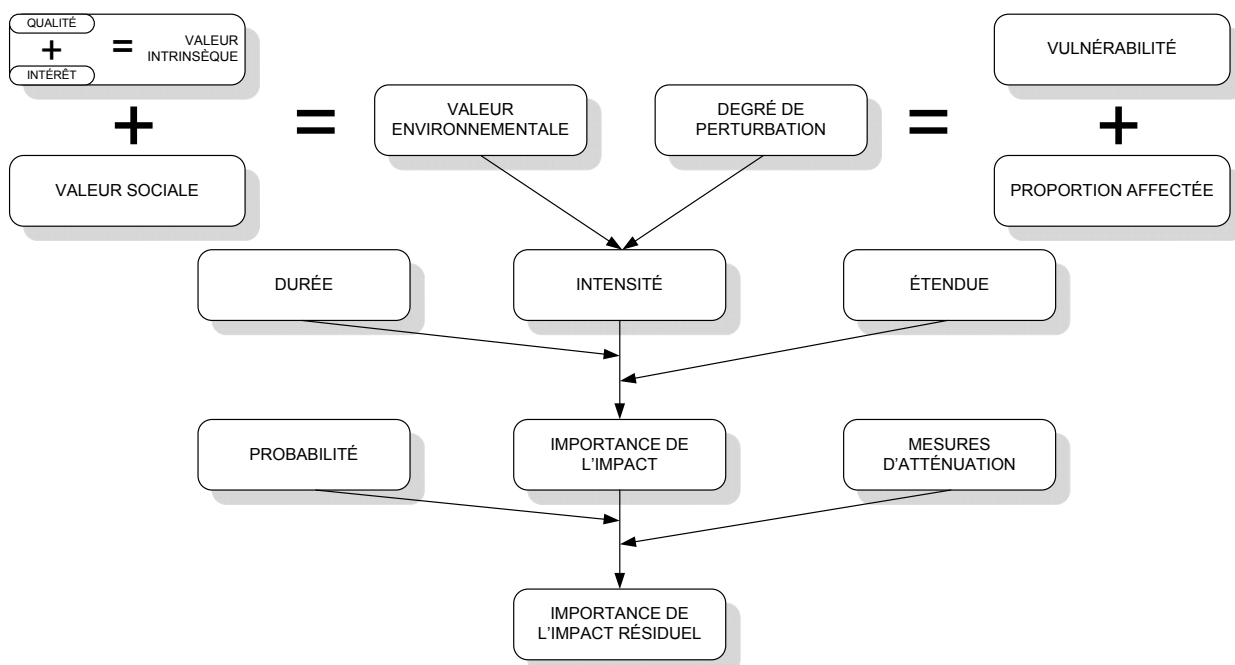 QUALITÉ
+
INTÉRÊT
=
VALEUR
INTRINSÈQUE
+
VALEUR SOCIALE
=
VALEUR
ENVIRONNEMENTALE
DEGRÉ DE
PERTURBATION
=
VULNÉRABILITÉ
+
PROPORTION AFFECTÉE
DURÉE
INTENSITÉ
ÉTENDUE
PROBABILITÉ
IMPORTANCE DE
L'IMPACT
MESURES
D'ATTÉNUATION
IMPORTANCE DE
L'IMPACT RÉSIDUEL